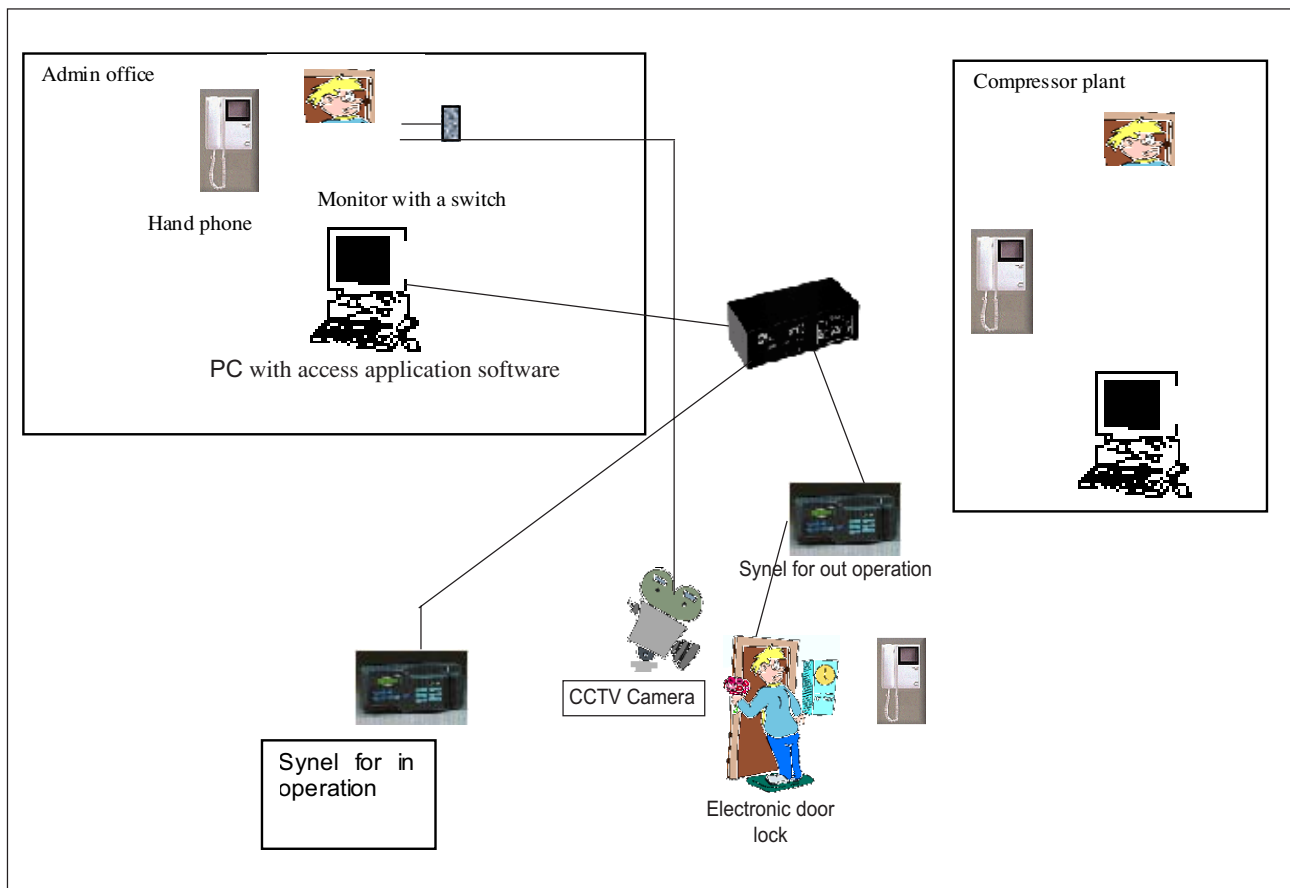 Admin office
Compressor plant
Monitor with a switch
Hand phone
PC with access application software
Synel for out operation
CCTV Camera
Synel for in
operation
Electronic door
lock